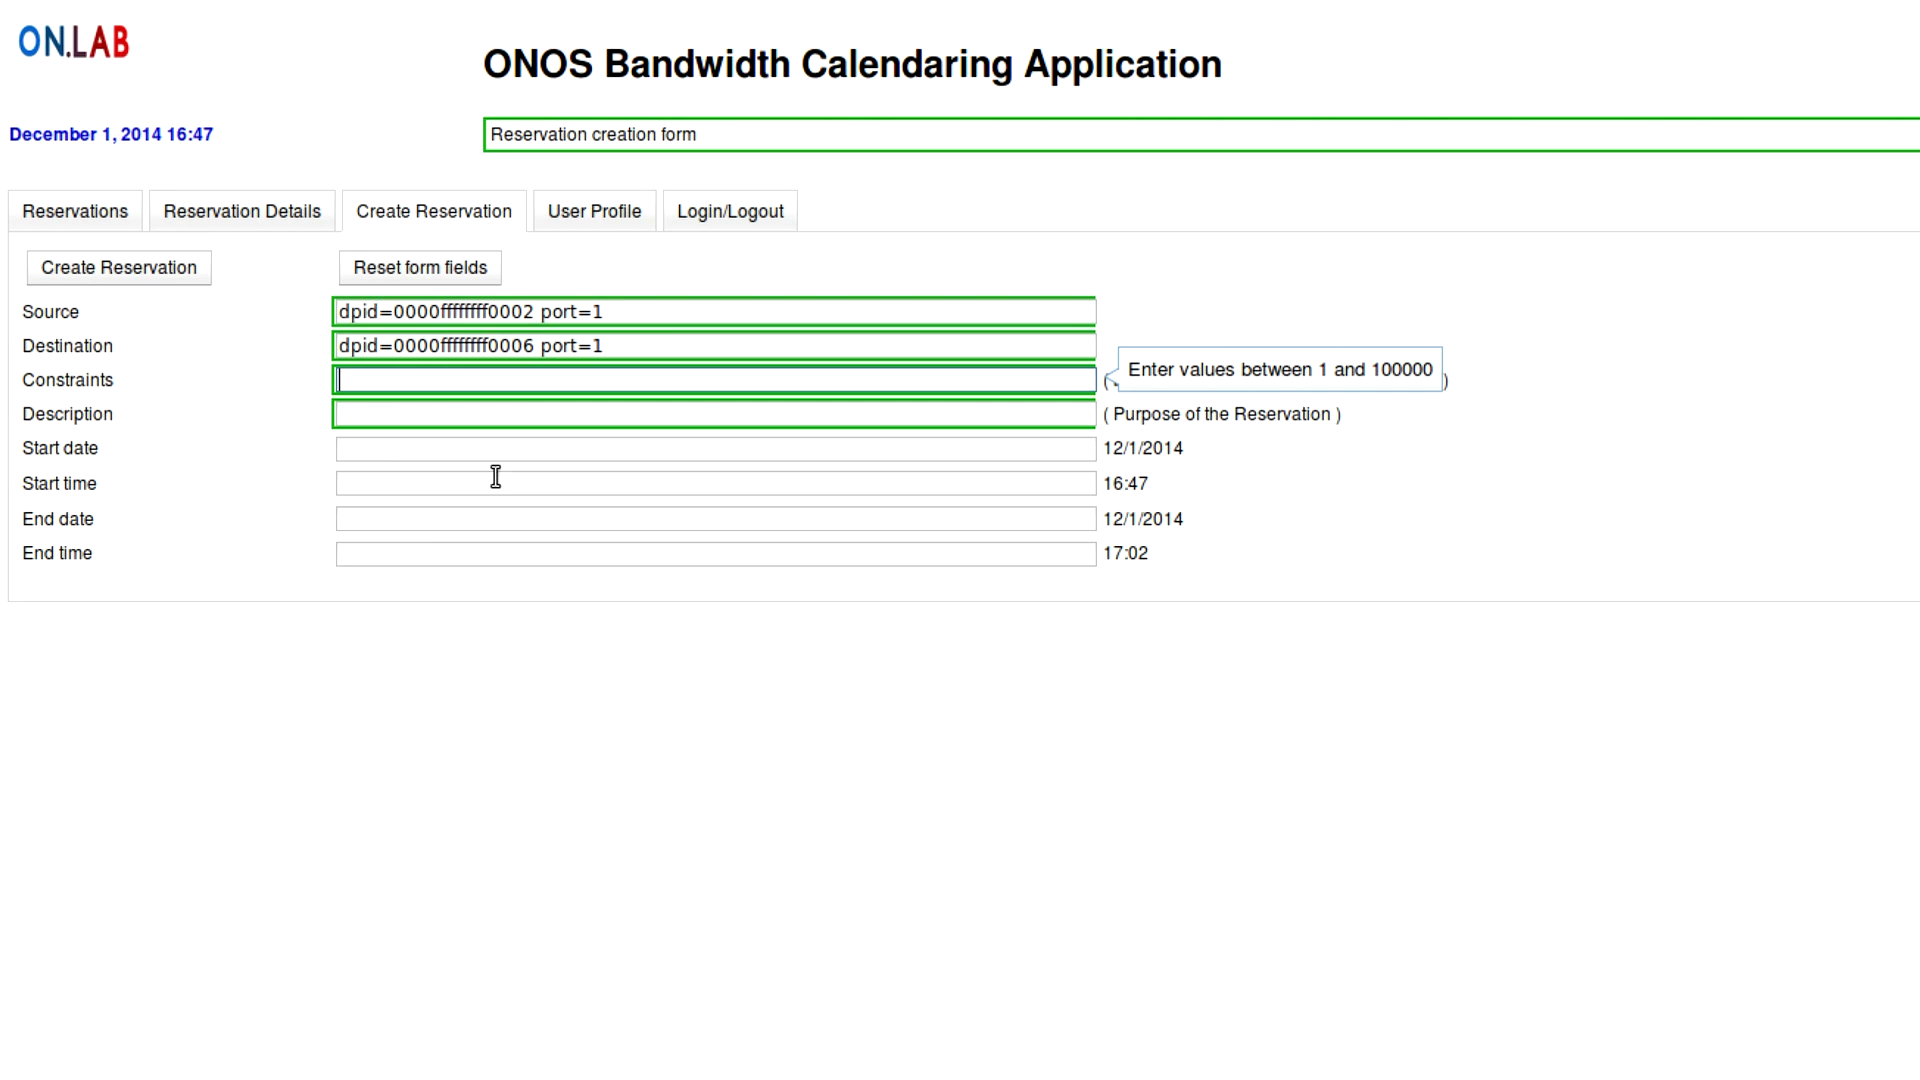 ON.LAB
ONOS Bandwidth Calendaring Application
December 1, 2014 16:47
Reservation creation form
Reservations Reservation Details Create Reservation User Profile Login/Logout
Create Reservation Reset form fields
Source dpid=0000ffffffff0002 port=1
Destination dpid=0000ffffffff0006 port=1
Enter values between 1 and 100000
Constraints ( )
Description ( Purpose of the Reservation )
Start date 12/1/2014
Start time 16:47
End date 12/1/2014
End time 17:02